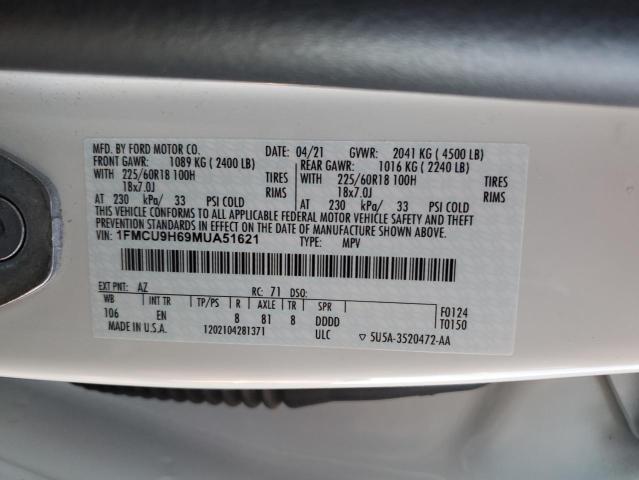 MFD. BY FORD MOTOR CO. DATE: 04/21 GVWR: 2041 KG ( 4500 LB)
FRONT GAWR: 1089 KG ( 2400 LB) REAR GAWR: 1016 KG ( 2240 LB)
WITH 225/60R18 100H TIRES WITH 225/60R18 100H TIRES
18x7.0J RIMS 18x7.0J RIMS
AT 230 kPa/ 33 PSI COLD AT 230 kPa/ 33 PSI COLD
THIS VEHICLE CONFORMS TO ALL APPLICABLE FEDERAL MOTOR VEHICLE SAFETY AND THEFT
PREVENTION STANDARDS IN EFFECT ON THE DATE OF MANUFACTURE SHOWN ABOVE.
VIN: 1FMCU9H69MUA51621 TYPE: MPV
EXT PNT: AZ RC: 71 DSO:
WB INT TR TP/PS R AXLE TR SPR F0124
106 EN 8 81 8 DDDD T0150
MADE IN U.S.A. 1202104281371 ULC ▽ 5U5A-3520472-AA